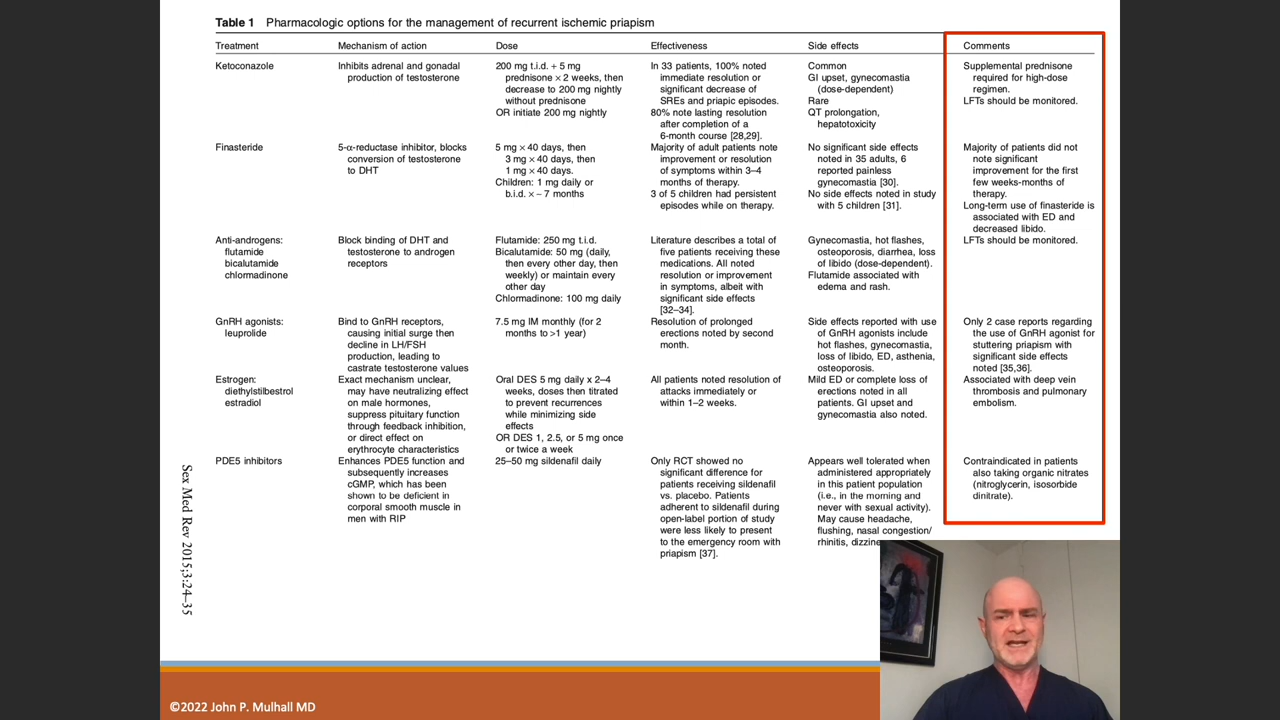 Table 1 Pharmacologic options for the management of recurrent ischemic priapism
Treatment
Mechanism of action
Dose
Effectiveness
Side effects
Comments
Ketoconazole
Inhibits adrenal and gonadal
production of testosterone
200 mg t.i.d. + 5 mg
prednisone × 2 weeks, then
decrease to 200 mg nightly
without prednisone
OR initiate 200 mg nightly
In 33 patients, 100% noted
immediate resolution or
significant decrease of
SREs and priapic episodes.
80% note lasting resolution
after completion of a
6-month course [28,29].
Common
GI upset, gynecomastia
(dose-dependent)
Rare
QT prolongation,
hepatotoxicity
Supplemental prednisone
required for high-dose
regimen.
LFTs should be monitored.
Finasteride
5-α-reductase inhibitor, blocks
conversion of testosterone
to DHT
5 mg × 40 days, then
3 mg × 40 days, then
1 mg × 40 days.
Children: 1 mg daily or
b.i.d. × ~ 7 months
Majority of adult patients note
improvement or resolution
of symptoms within 3–4
months of therapy.
3 of 5 children had persistent
episodes while on therapy.
No significant side effects
noted in 35 adults, 6
reported painless
gynecomastia [30].
No side effects noted in study
with 5 children [31].
Majority of patients did not
note significant
improvement for the first
few weeks-months of
therapy.
Long-term use of finasteride is
associated with ED and
decreased libido.
Anti-androgens:
flutamide
bicalutamide
chlormadinone
Block binding of DHT and
testosterone to androgen
receptors
Flutamide: 250 mg t.i.d.
Bicalutamide: 50 mg (daily,
then every other day, then
weekly) or maintain every
other day
Chlormadinone: 100 mg daily
Literature describes a total of
five patients receiving these
medications. All noted
resolution or improvement
in symptoms, albeit with
significant side effects
[32–34].
Gynecomastia, hot flashes,
osteoporosis, diarrhea, loss
of libido (dose-dependent).
Flutamide associated with
edema and rash.
LFTs should be monitored.
GnRH agonists:
leuprolide
Bind to GnRH receptors,
causing initial surge then
decline in LH/FSH
production, leading to
castrate testosterone values
7.5 mg IM monthly (for 2
months to >1 year)
Resolution of prolonged
erections noted by second
month.
Side effects reported with use
of GnRH agonists include
hot flashes, gynecomastia,
loss of libido, ED, asthenia,
osteoporosis.
Only 2 case reports regarding
the use of GnRH agonist for
stuttering priapism with
significant side effects
noted [35,36].
Estrogen:
diethylstilbestrol
estradiol
Exact mechanism unclear,
may have neutralizing effect
on male hormones,
suppress pituitary function
through feedback inhibition,
or direct effect on
erythrocyte characteristics
Oral DES 5 mg daily x 2–4
weeks, doses then titrated
to prevent recurrences
while minimizing side
effects
OR DES 1, 2.5, or 5 mg once
or twice a week
All patients noted resolution of
attacks immediately or
within 1–2 weeks.
Mild ED or complete loss of
erections noted in all
patients. GI upset and
gynecomastia also noted.
Associated with deep vein
thrombosis and pulmonary
embolism.
PDE5 inhibitors
Enhances PDE5 function and
subsequently increases
cGMP, which has been
shown to be deficient in
corporal smooth muscle in
men with RIP
25–50 mg sildenafil daily
Only RCT showed no
significant difference for
patients receiving sildenafil
vs. placebo. Patients
adherent to sildenafil during
open-label portion of study
were less likely to present
to the emergency room with
priapism [37].
Appears well tolerated when
administered appropriately
in this patient population
(i.e., in the morning and
never with sexual activity).
May cause headache,
flushing, nasal congestion/
rhinitis, dizzine
Contraindicated in patients
also taking organic nitrates
(nitroglycerin, isosorbide
dinitrate).
Sex Med Rev 2015;3:24–35
©2022 John P. Mulhall MD